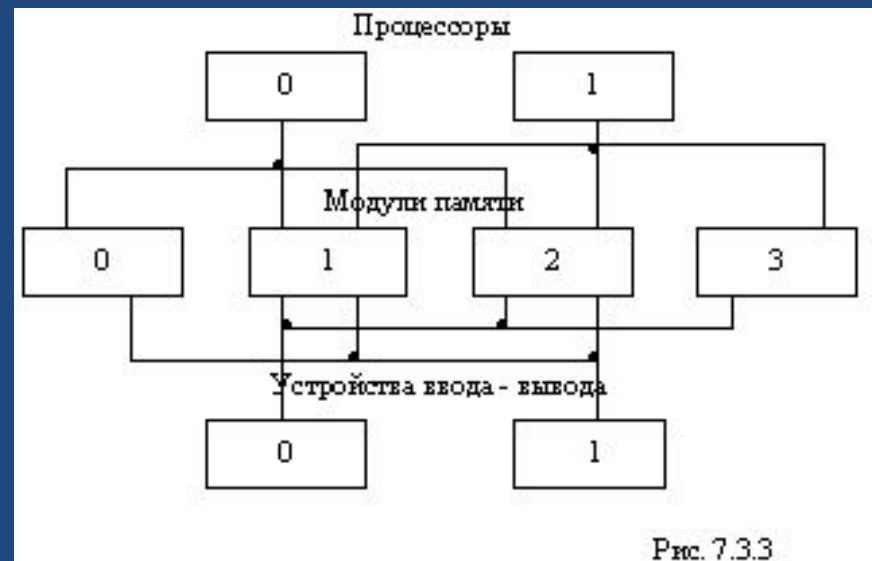 Процессоры
0 1
Модули памяти
0 1 2 3
Устройства ввода - вывода
0 1
Рис. 7.3.3